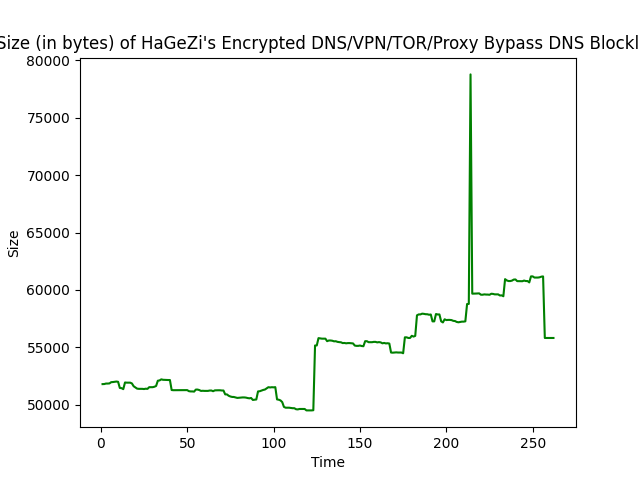 Size (in bytes) of HaGeZi's Encrypted DNS/VPN/TOR/Proxy Bypass DNS Blockl
80000
75000
70000
65000
60000
55000
50000
Size
0 50 100 150 200 250
Time